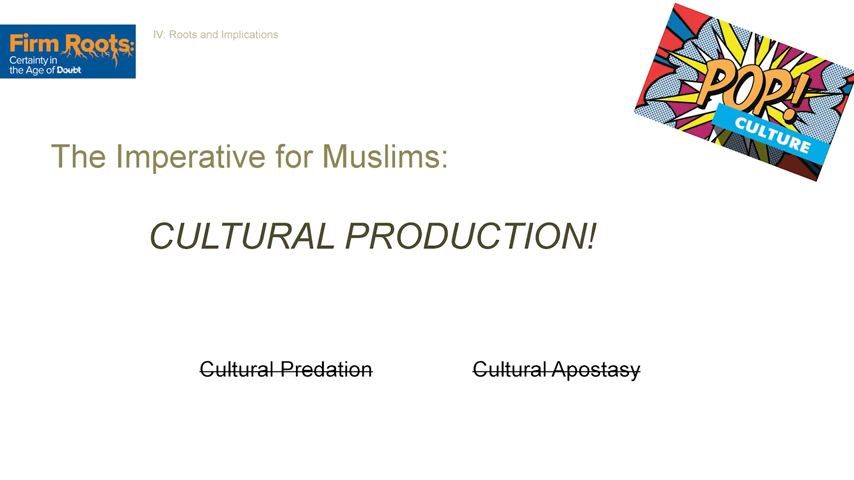 Firm Roots:
Certainty in
the Age of Doubt
IV: Roots and Implications
POP!
CULTURE
The Imperative for Muslims:
CULTURAL PRODUCTION!
Cultural Predation
Cultural Apostasy